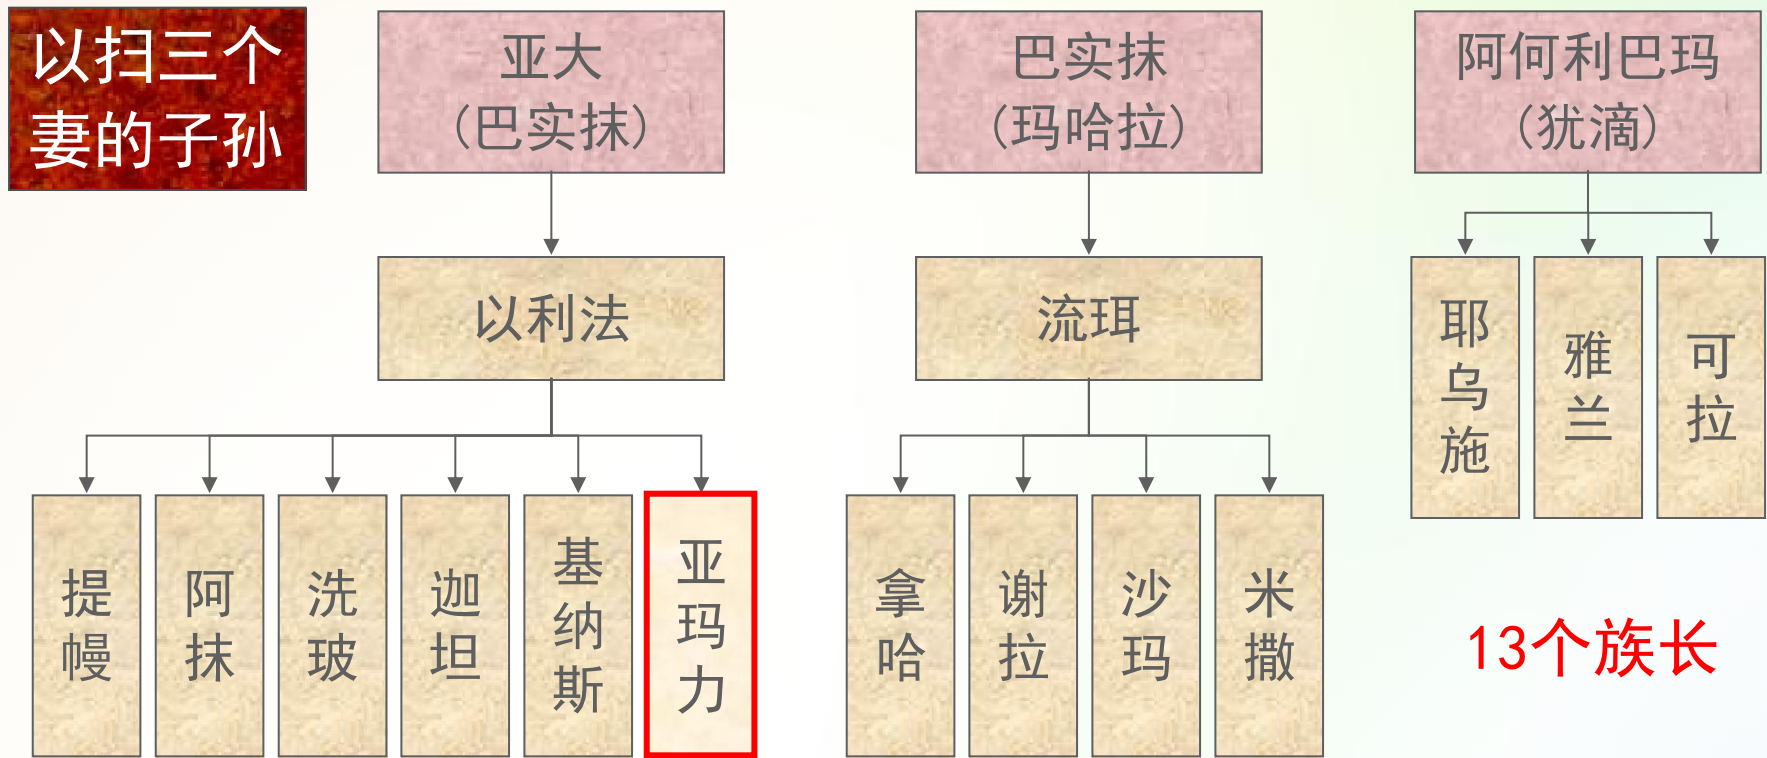 以扫三个
妻的子孙
亚大
(巴实抹)
巴实抹
(玛哈拉)
阿何利巴玛
(犹滴)
以利法
流珥
耶乌施
雅兰
可拉
提幔
阿抹
洗玻
迦坦
基纳斯
亚玛力
拿哈
谢拉
沙玛
米撒
13个族长